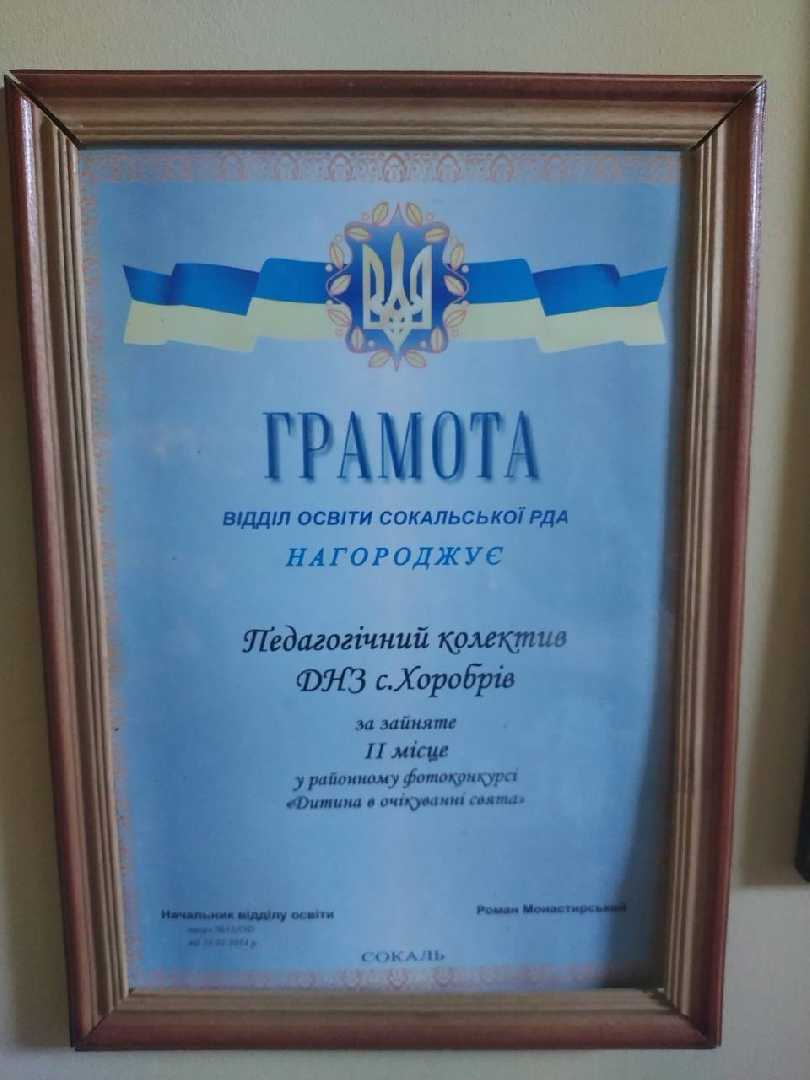 ГРАМОТА
ВІДДІЛ ОСВІТИ СОКАЛЬСЬКОЇ РДА
НАГОРОДЖУЄ
Педагогічний колектив
ДНЗ с.Хоробрів
за зайняте
ІІ місце
у районному фотоконкурсі
«Дитина в очікуванні свята»
Начальник відділу освіти
Роман Монастирський
СОКАЛЬ